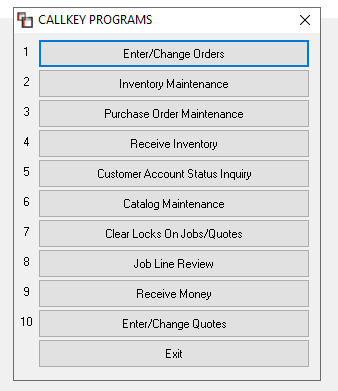 CALLKEY PROGRAMS
1 Enter/Change Orders
2 Inventory Maintenance
3 Purchase Order Maintenance
4 Receive Inventory
5 Customer Account Status Inquiry
6 Catalog Maintenance
7 Clear Locks On Jobs/Quotes
8 Job Line Review
9 Receive Money
10 Enter/Change Quotes
Exit